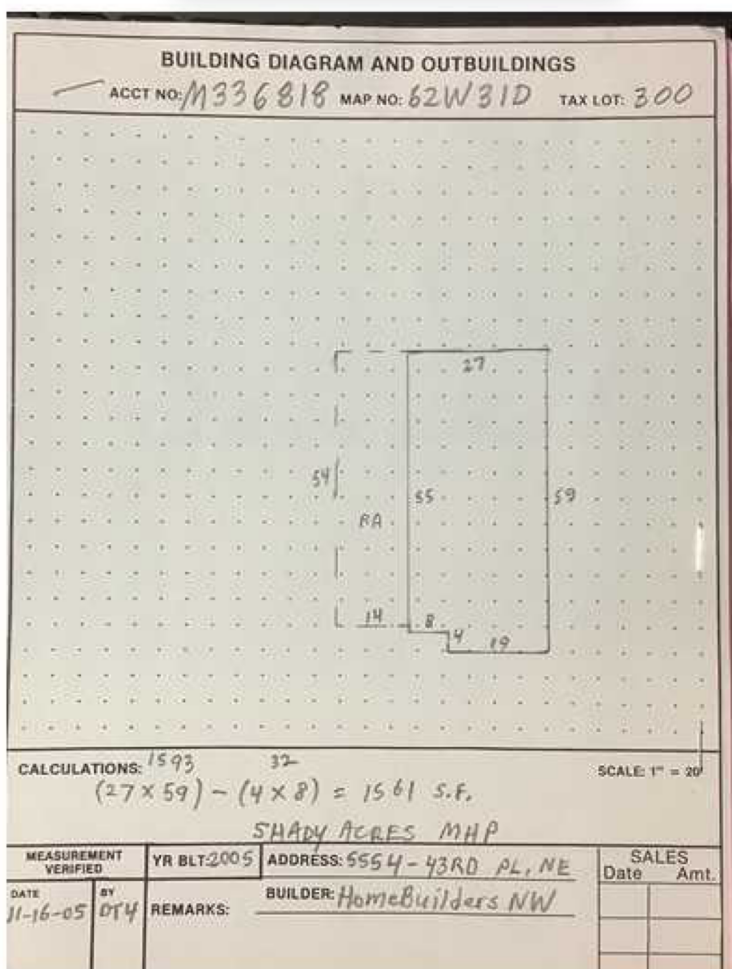 BUILDING DIAGRAM AND OUTBUILDINGS
ACCT NO: M336818 MAP NO: 62W31D TAX LOT: 300
27
54
55
59
RA
14
8
4
19
CALCULATIONS: 1593 32 SCALE: 1" = 20'
(27 x 59) - (4 x 8) = 1561 S.F.
SHADY ACRES MHP
MEASUREMENT VERIFIED YR BLT: 2005 ADDRESS: 5554 - 43RD PL, NE SALES
Date Amt.
DATE BY BUILDER: HomeBuilders NW
11-16-05 DT4 REMARKS: